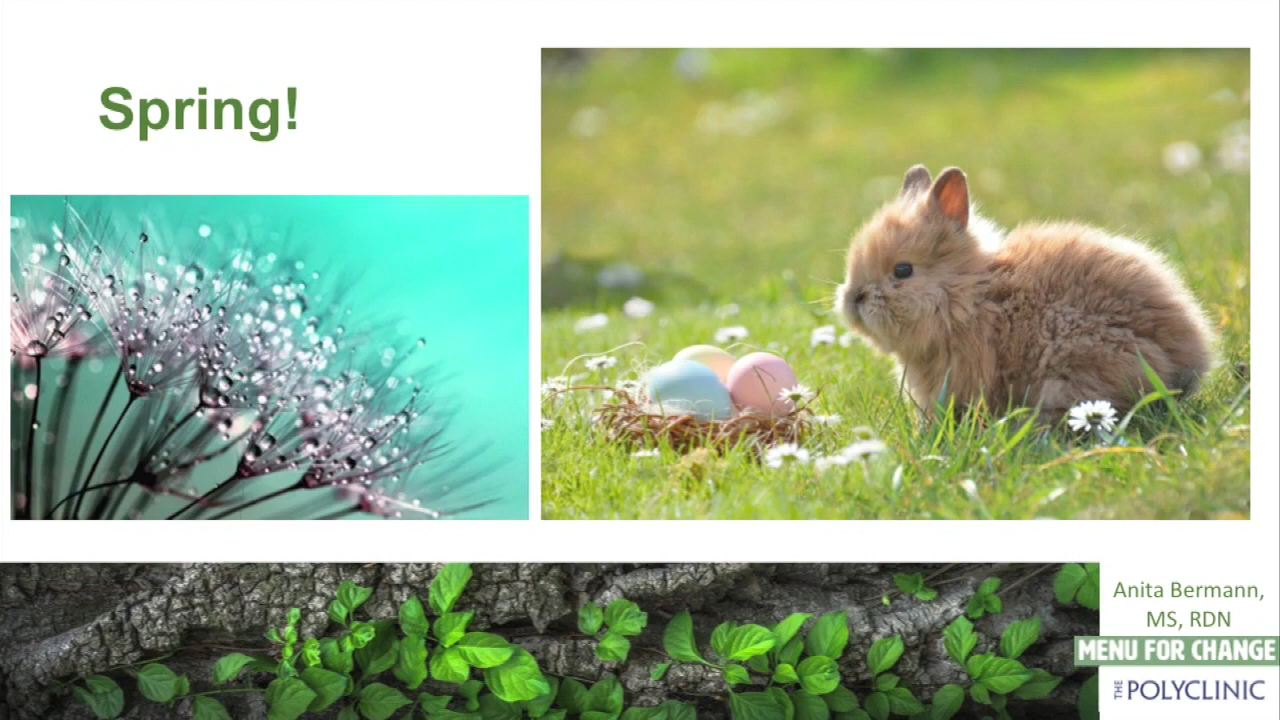 Spring!
Anita Bermann,
MS, RDN
MENU FOR CHANGE
THE POLYCLINIC